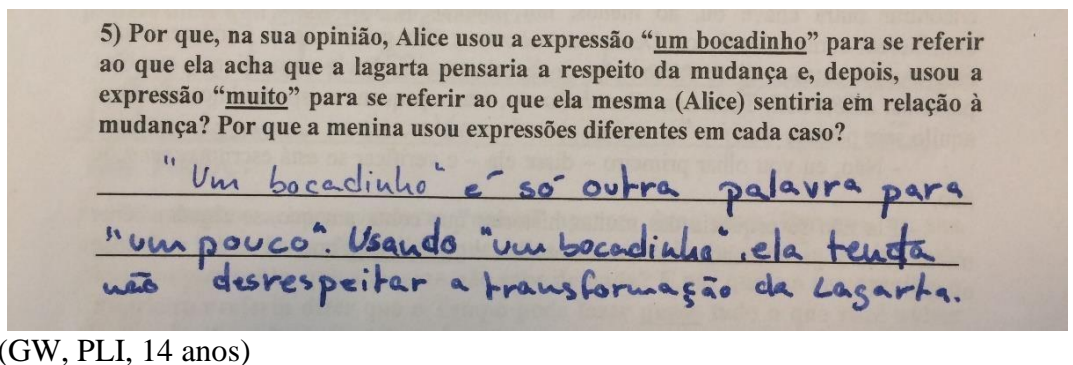 5) Por que, na sua opinião, Alice usou a expressão “um bocadinho” para se referir
ao que ela acha que a lagarta pensaria a respeito da mudança e, depois, usou a
expressão “muito” para se referir ao que ela mesma (Alice) sentiria em relação à
mudança? Por que a menina usou expressões diferentes em cada caso?
"Um bocadinho" é só outra palavra para
"um pouco". Usando "um bocadinho", ela tenta
não desrespeitar a transformação da Lagarta.
(GW, PLI, 14 anos)